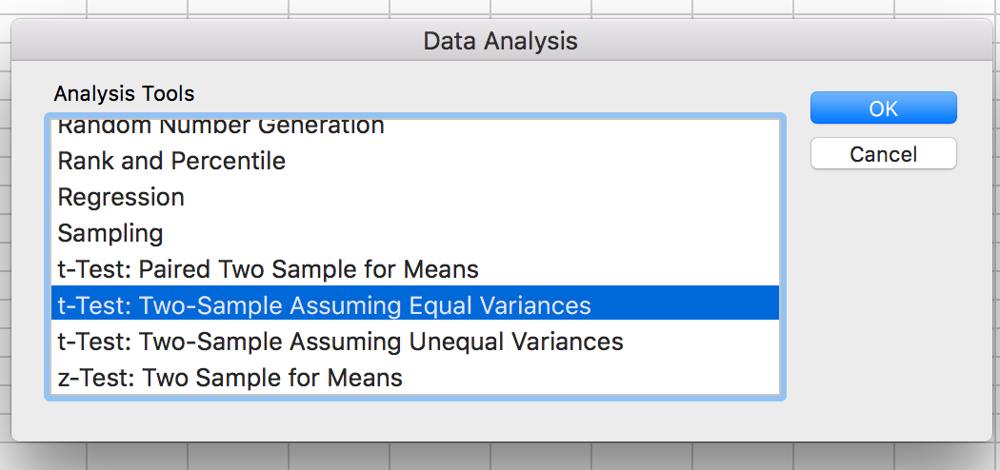 Data Analysis
Analysis Tools
Random Number Generation
Rank and Percentile
Regression
Sampling
t-Test: Paired Two Sample for Means
t-Test: Two-Sample Assuming Equal Variances
t-Test: Two-Sample Assuming Unequal Variances
z-Test: Two Sample for Means
OK
Cancel